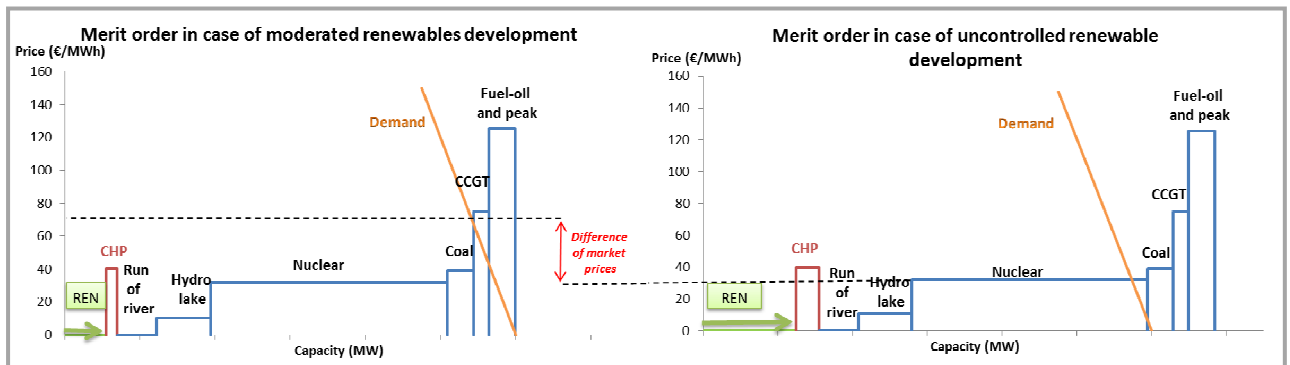 Merit order in case of moderated renewables development
Price (€/MWh)
160
140
120
100
80
60
40
20
0
Demand
Fuel-oIl
and peak
CCGT
CHP
Run
of
river
Hydro
lake
Nuclear
Coal
REN
Capacity (MW)
Difference
of market
prices
Merit order in case of uncontrolled renewable
development
Price (€/MWh)
160
140
120
100
80
60
40
20
0
Demand
Fuel-oIl
and peak
CCGT
CHP
Run
of
river
Hydro
lake
Nuclear
Coal
REN
Capacity (MW)